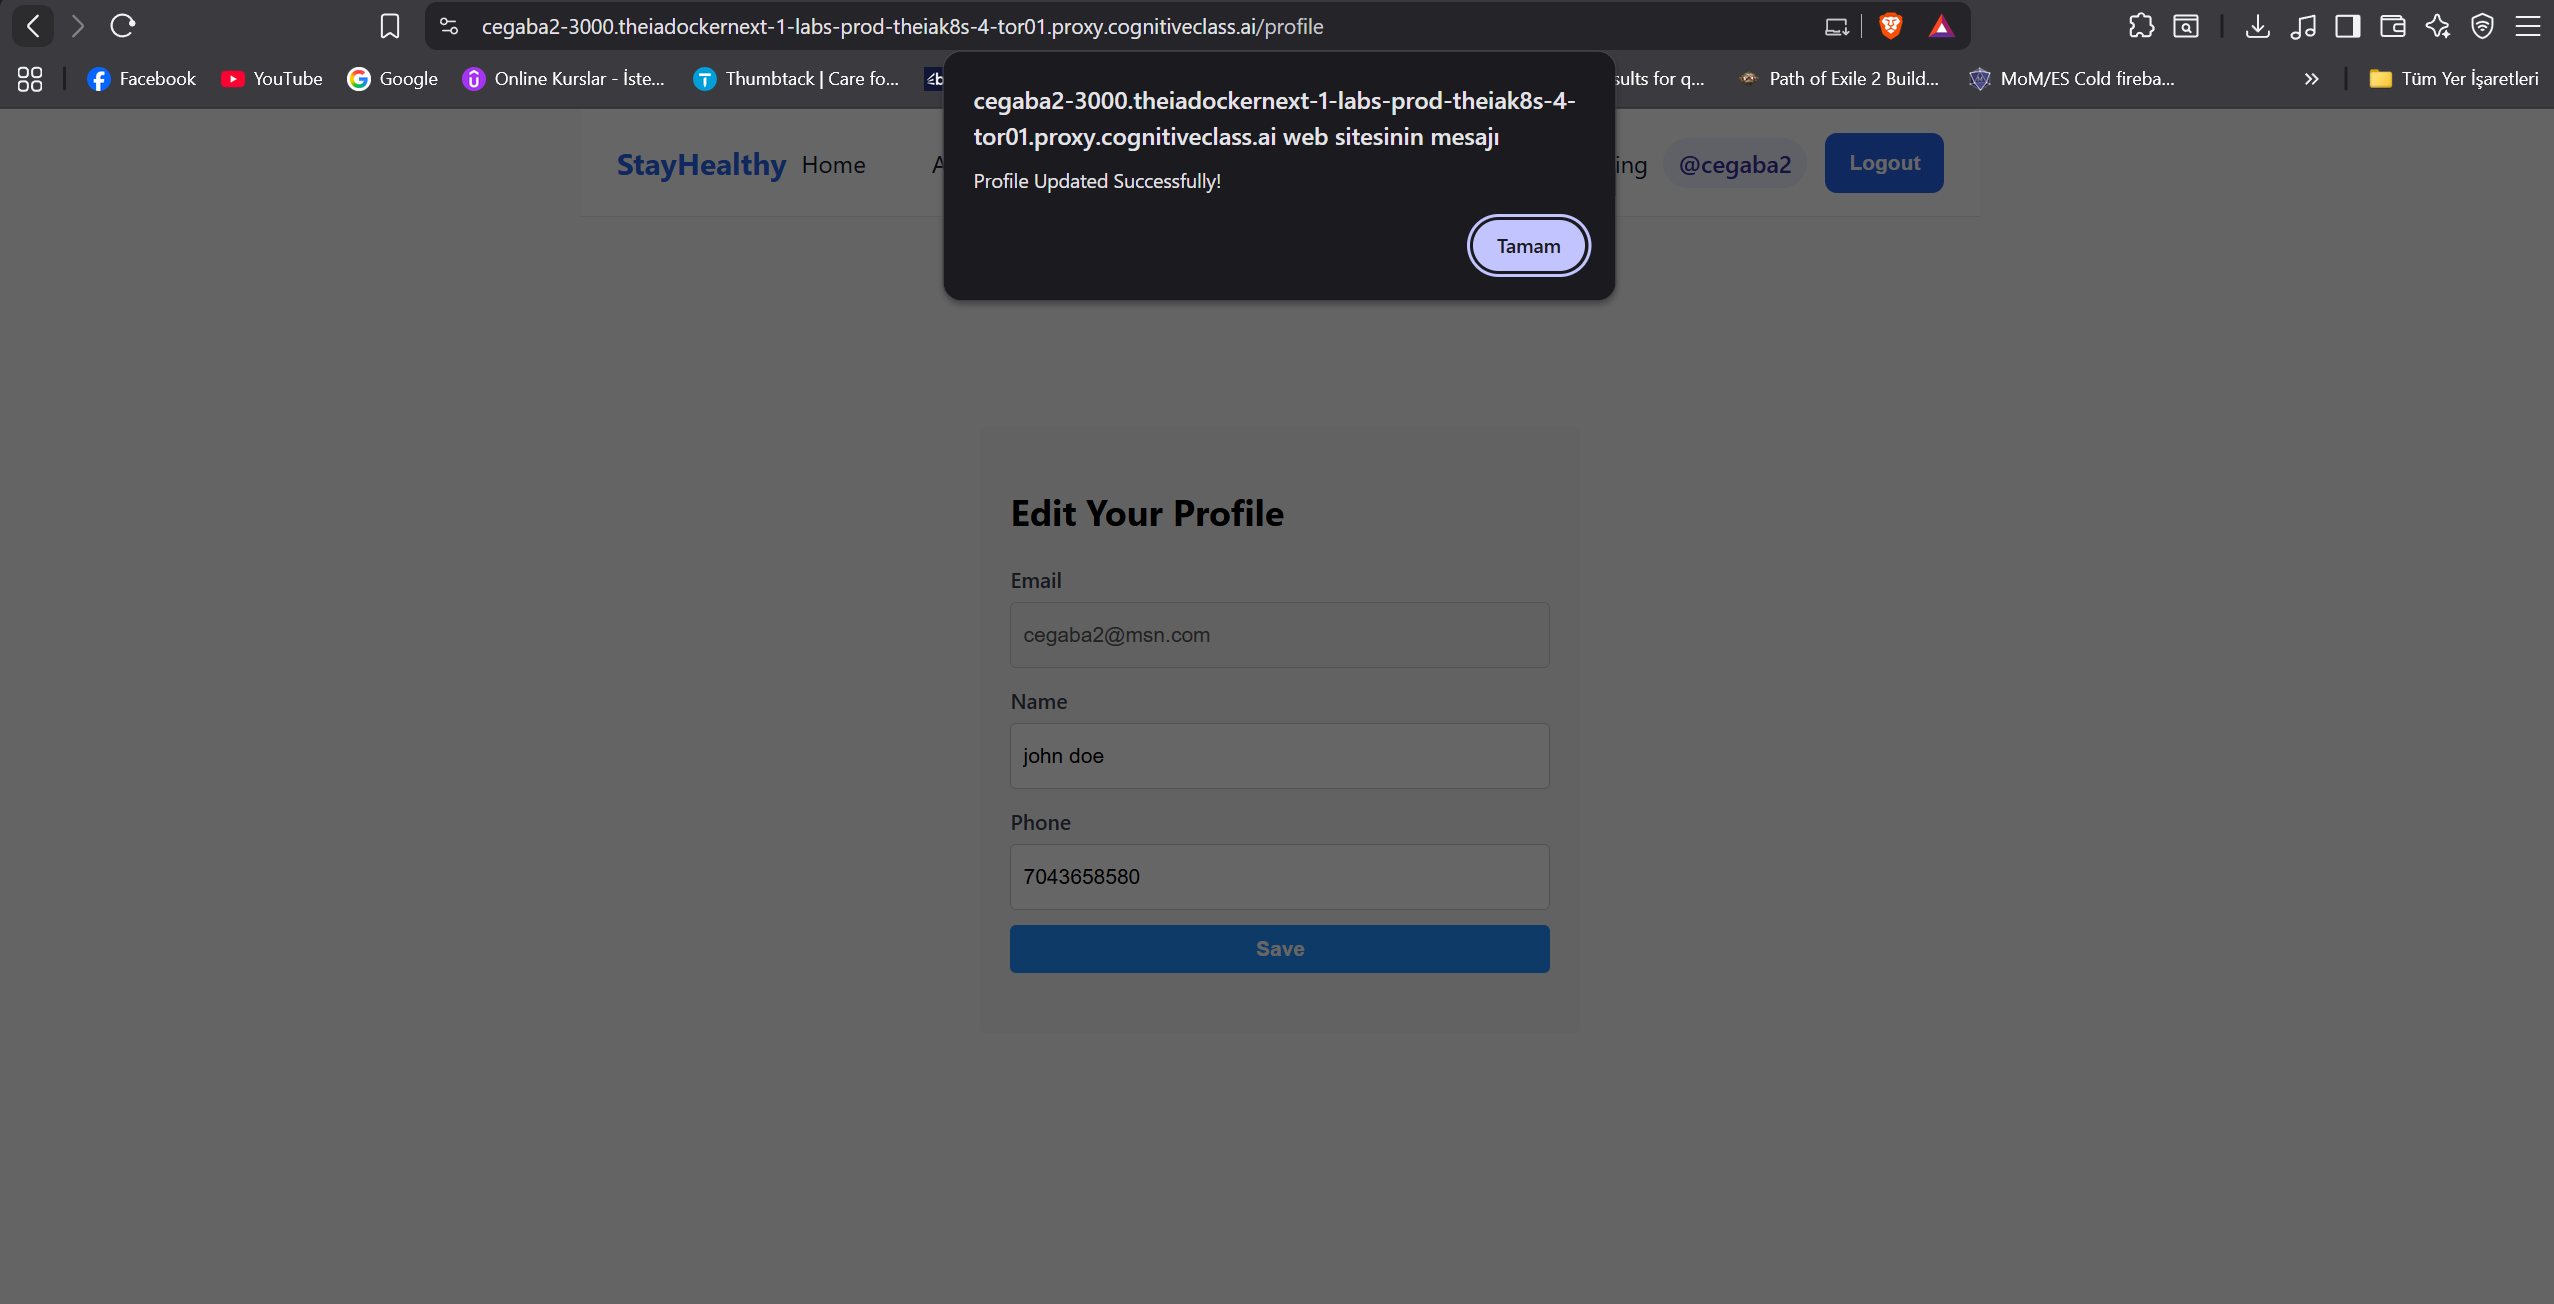 cegaba2-3000.theiadockernext-1-labs-prod-theiak8s-4-tor01.proxy.cognitiveclass.ai/profile
Facebook YouTube Google Online Kurslar - İste... Thumbtack | Care fo... sults for q... Path of Exile 2 Build... MoM/ES Cold fireba... Tüm Yer İşaretleri
cegaba2-3000.theiadockernext-1-labs-prod-theiak8s-4-
tor01.proxy.cognitiveclass.ai web sitesinin mesajı
Profile Updated Successfully!
Tamam
StayHealthy Home A ing @cegaba2 Logout
Edit Your Profile
Email
cegaba2@msn.com
Name
john doe
Phone
7043658580
Save